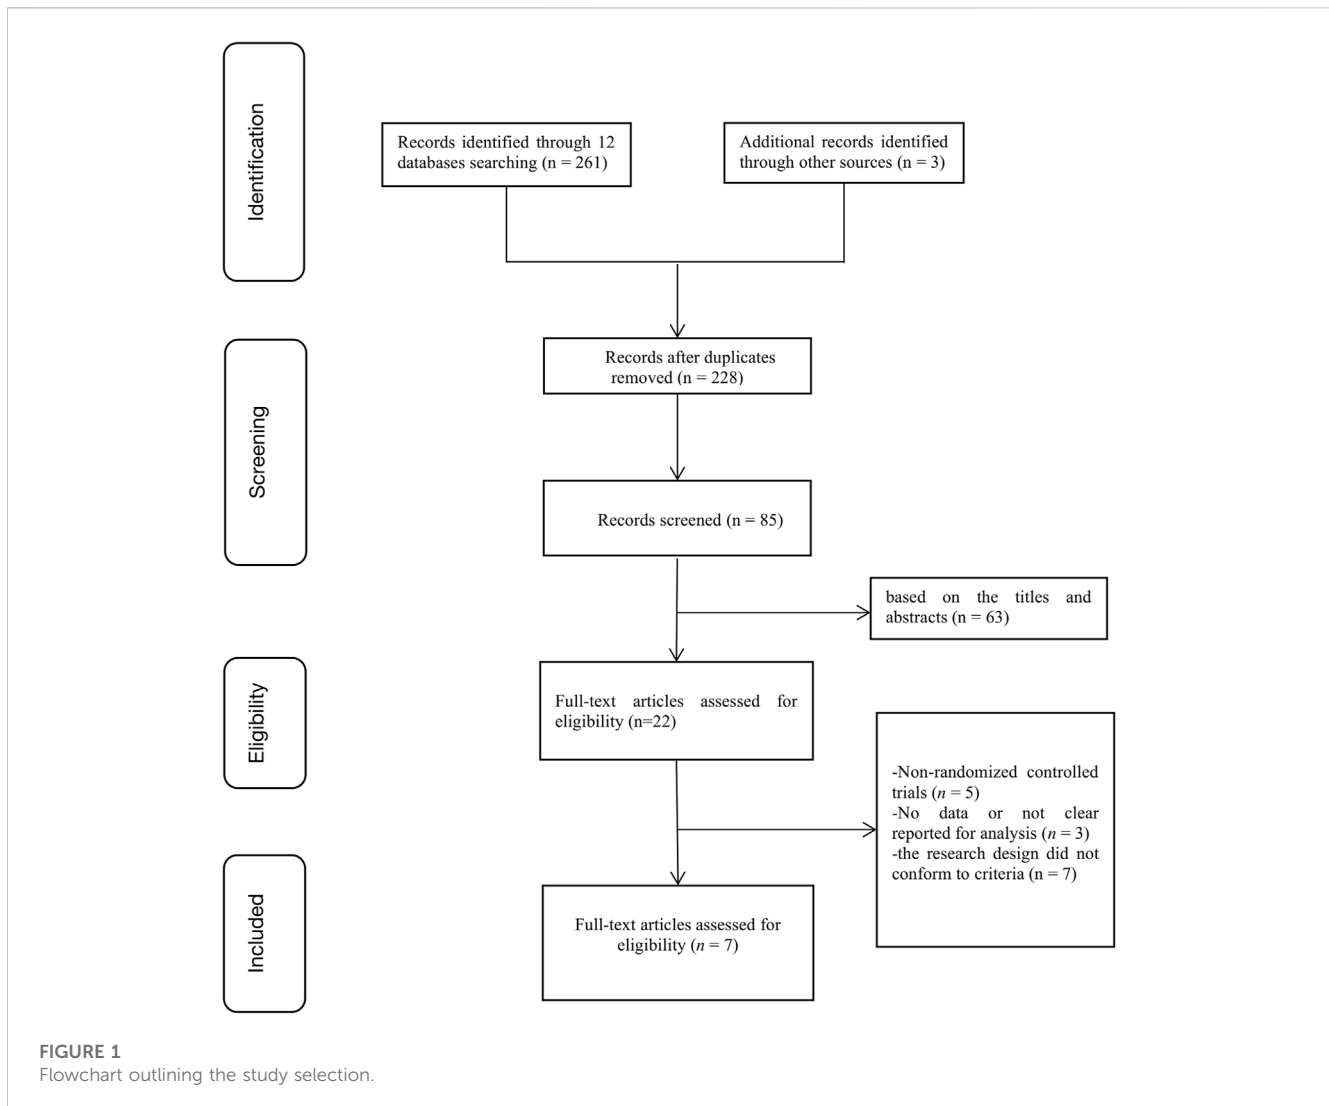 Identification
Records identified through 12
databases searching (n = 261)
Additional records identified
through other sources (n = 3)
Screening
Records after duplicates
removed (n = 228)
Records screened (n = 85)
based on the titles and
abstracts (n = 63)
Eligibility
Full-text articles assessed for
eligibility (n=22)
-Non-randomized controlled
trials (n = 5)
-No data or not clear
reported for analysis (n = 3)
-the research design did not
conform to criteria (n = 7)
Included
Full-text articles assessed for
eligibility (n = 7)
FIGURE 1
Flowchart outlining the study selection.